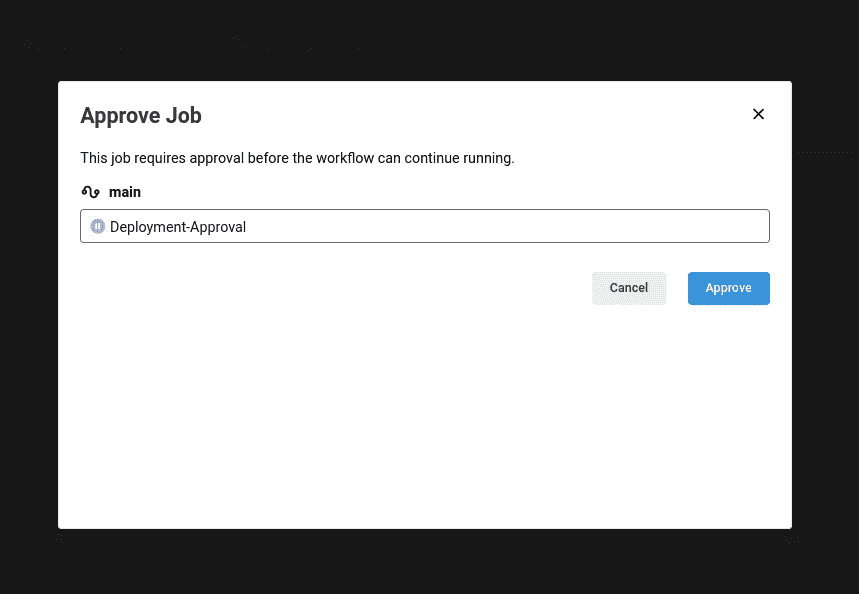 Approve Job
This job requires approval before the workflow can continue running.
main
Deployment-Approval
Cancel
Approve